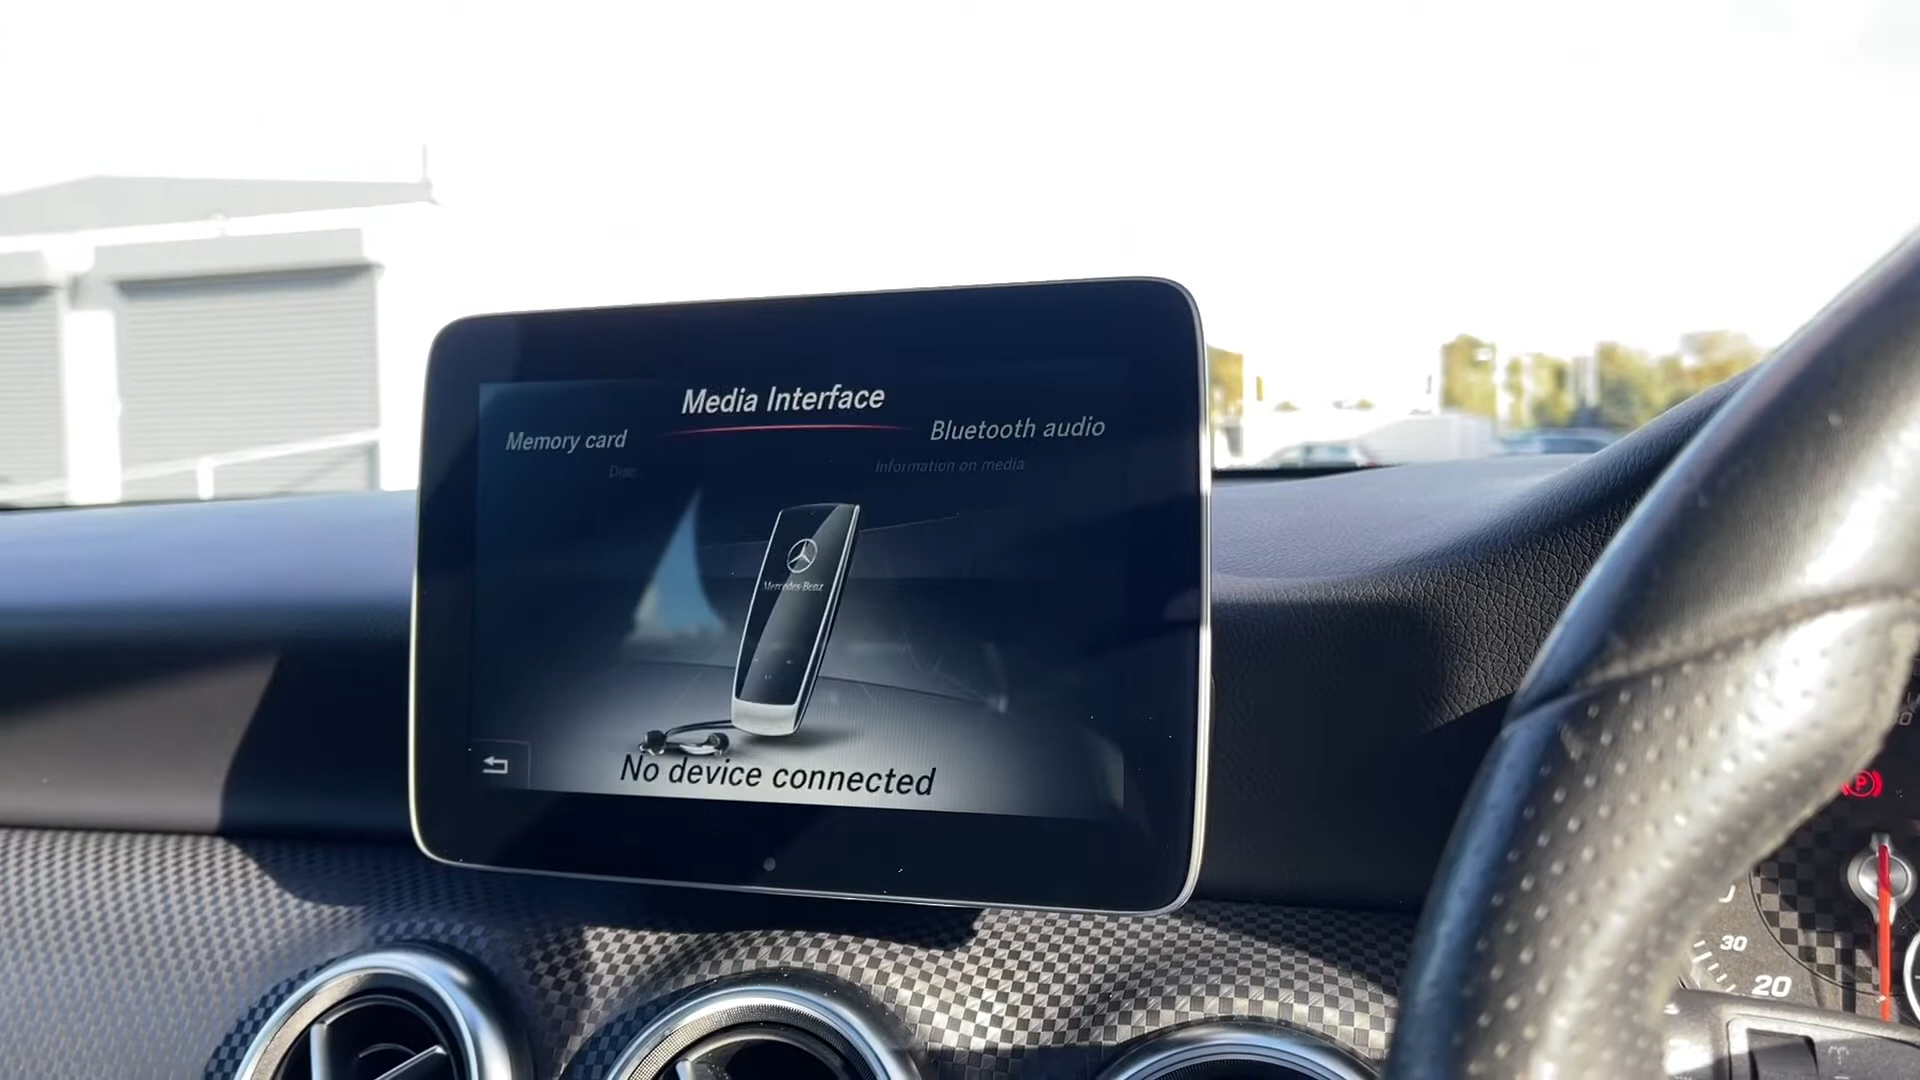 Media Interface
Memory card
Bluetooth audio
Disc
Information on media
Mercedes-Benz
No device connected
P
30
20